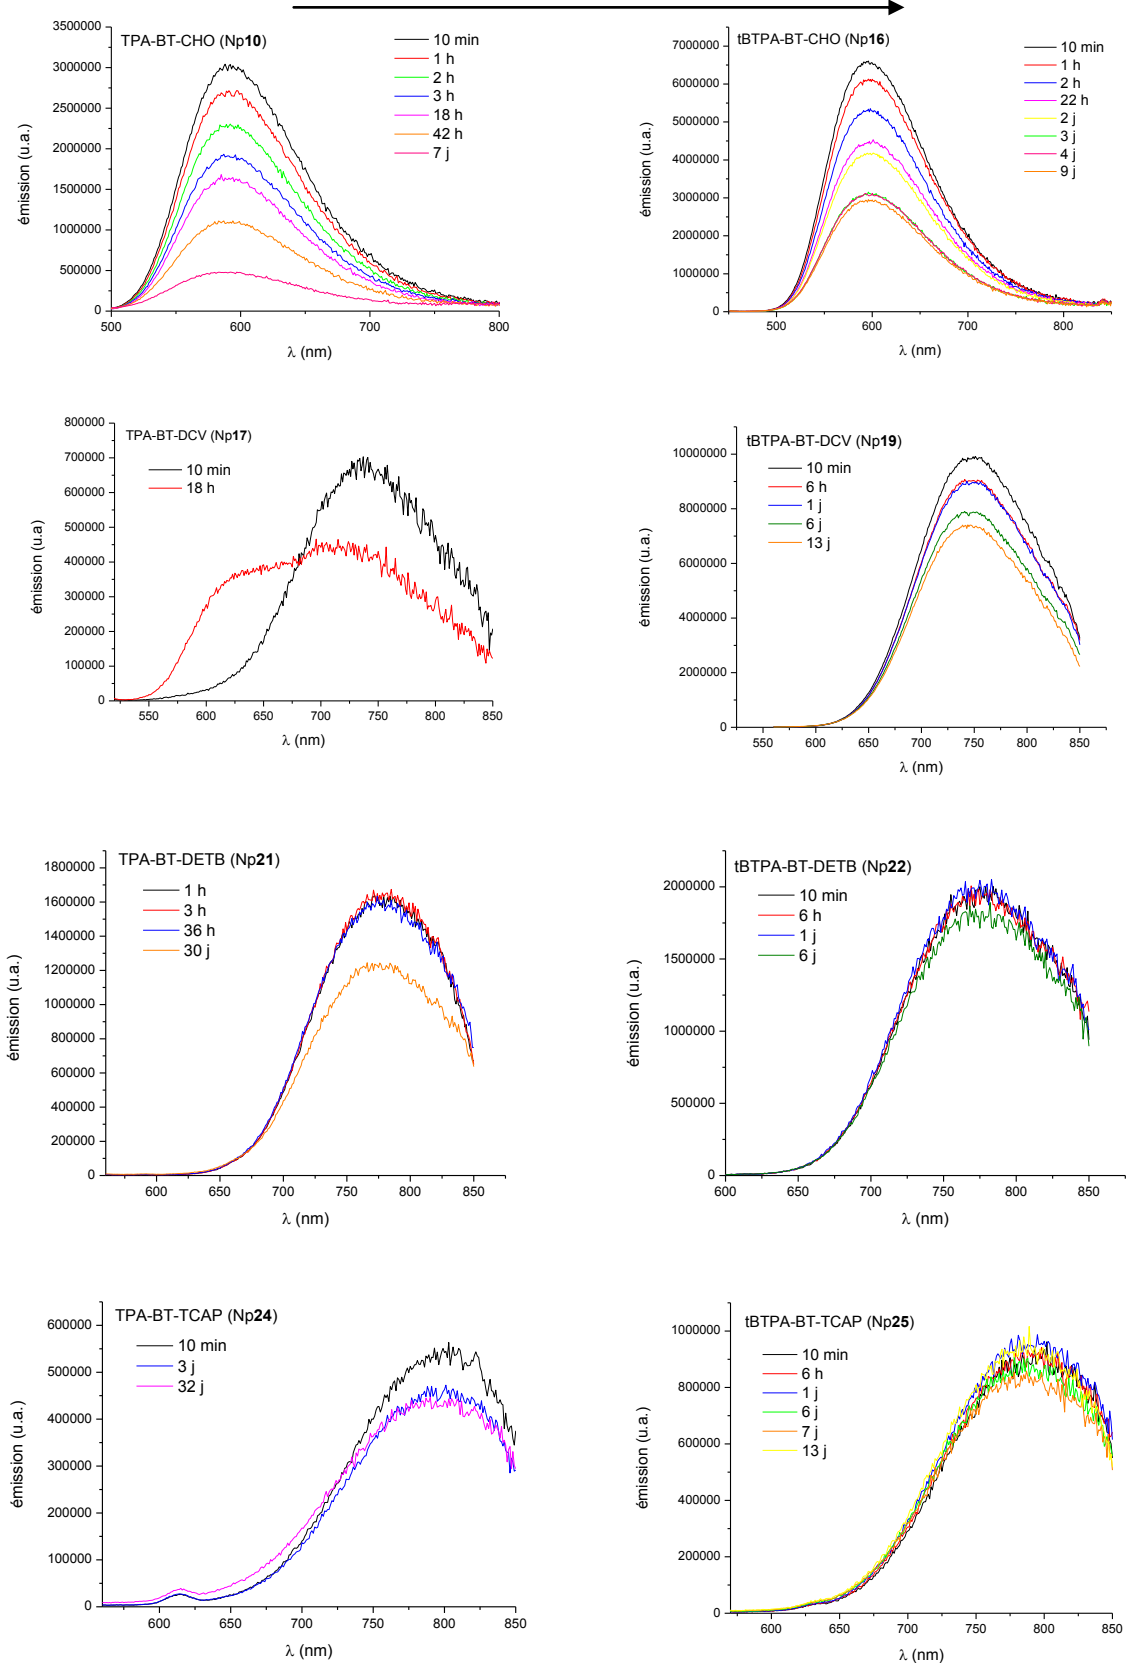 TPA-BT-CHO (Np10)
10 min
1 h
2 h
3 h
18 h
42 h
7 j
3500000
3000000
2500000
2000000
1500000
1000000
500000
0
500
600
700
800
émission (u.a.)
λ (nm)
tBTPA-BT-CHO (Np16)
10 min
1 h
2 h
22 h
2 j
3 j
4 j
9 j
7000000
6000000
5000000
4000000
3000000
2000000
1000000
0
500
600
700
800
émission (u.a.)
λ (nm)
TPA-BT-DCV (Np17)
10 min
18 h
800000
700000
600000
500000
400000
300000
200000
100000
0
550
600
650
700
750
800
850
émission (u.a)
λ (nm)
tBTPA-BT-DCV (Np19)
10 min
6 h
1 j
6 j
13 j
10000000
8000000
6000000
4000000
2000000
0
550
600
650
700
750
800
850
émission (u.a.)
λ (nm)
TPA-BT-DETB (Np21)
1 h
3 h
36 h
30 j
1800000
1600000
1400000
1200000
1000000
800000
600000
400000
200000
0
600
650
700
750
800
850
émission (u.a.)
λ (nm)
tBTPA-BT-DETB (Np22)
10 min
6 h
1 j
6 j
2000000
1500000
1000000
500000
0
600
650
700
750
800
850
émission (u.a.)
λ (nm)
TPA-BT-TCAP (Np24)
10 min
3 j
32 j
600000
500000
400000
300000
200000
100000
0
600
650
700
750
800
850
émission (u.a.)
λ (nm)
tBTPA-BT-TCAP (Np25)
10 min
6 h
1 j
6 j
7 j
13 j
1000000
800000
600000
400000
200000
0
600
650
700
750
800
850
émission (u.a.)
λ (nm)